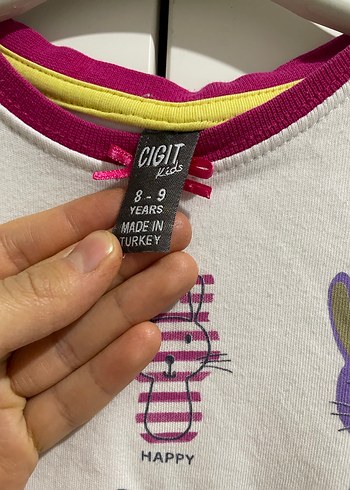 CIGIT
Kids
8 - 9
YEARS
MADE IN
TURKEY
HAPPY